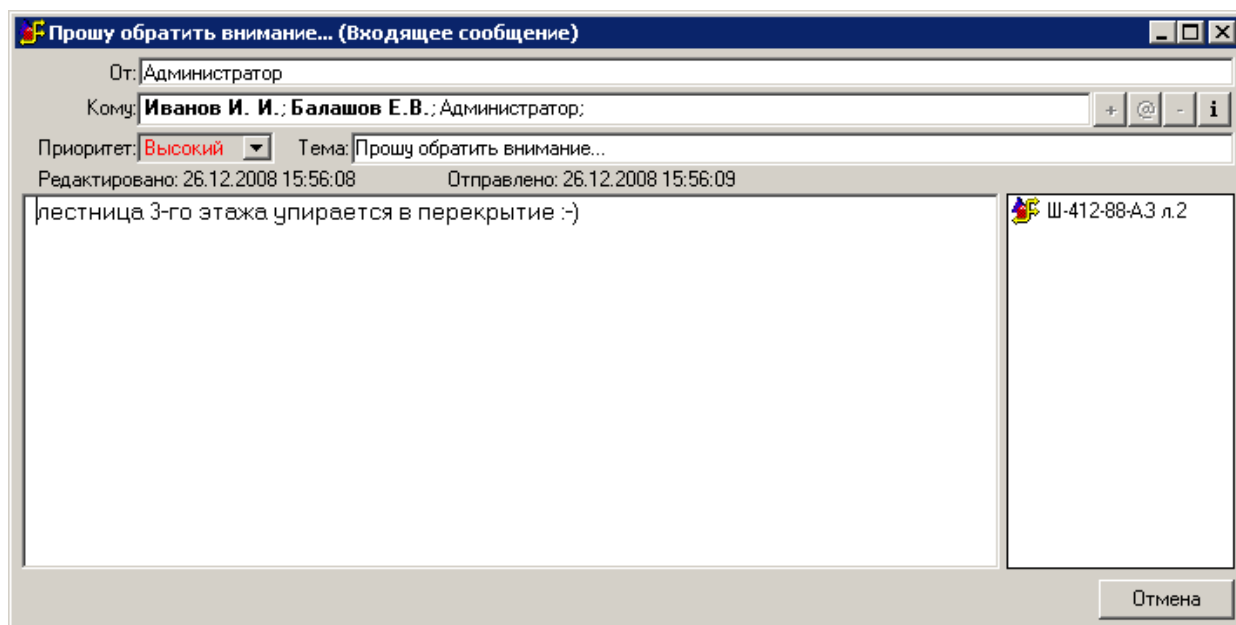 Прошу обратить внимание... (Входящее сообщение)
От: Администратор
Кому: Иванов И. И.; Балашов Е.В.; Администратор;
+ @ - i
Приоритет: Высокий Тема: Прошу обратить внимание...
Редактировано: 26.12.2008 15:56:08 Отправлено: 26.12.2008 15:56:09
лестница 3-го этажа упирается в перекрытие :-)
Ш-412-88-А.3 л.2
Отмена